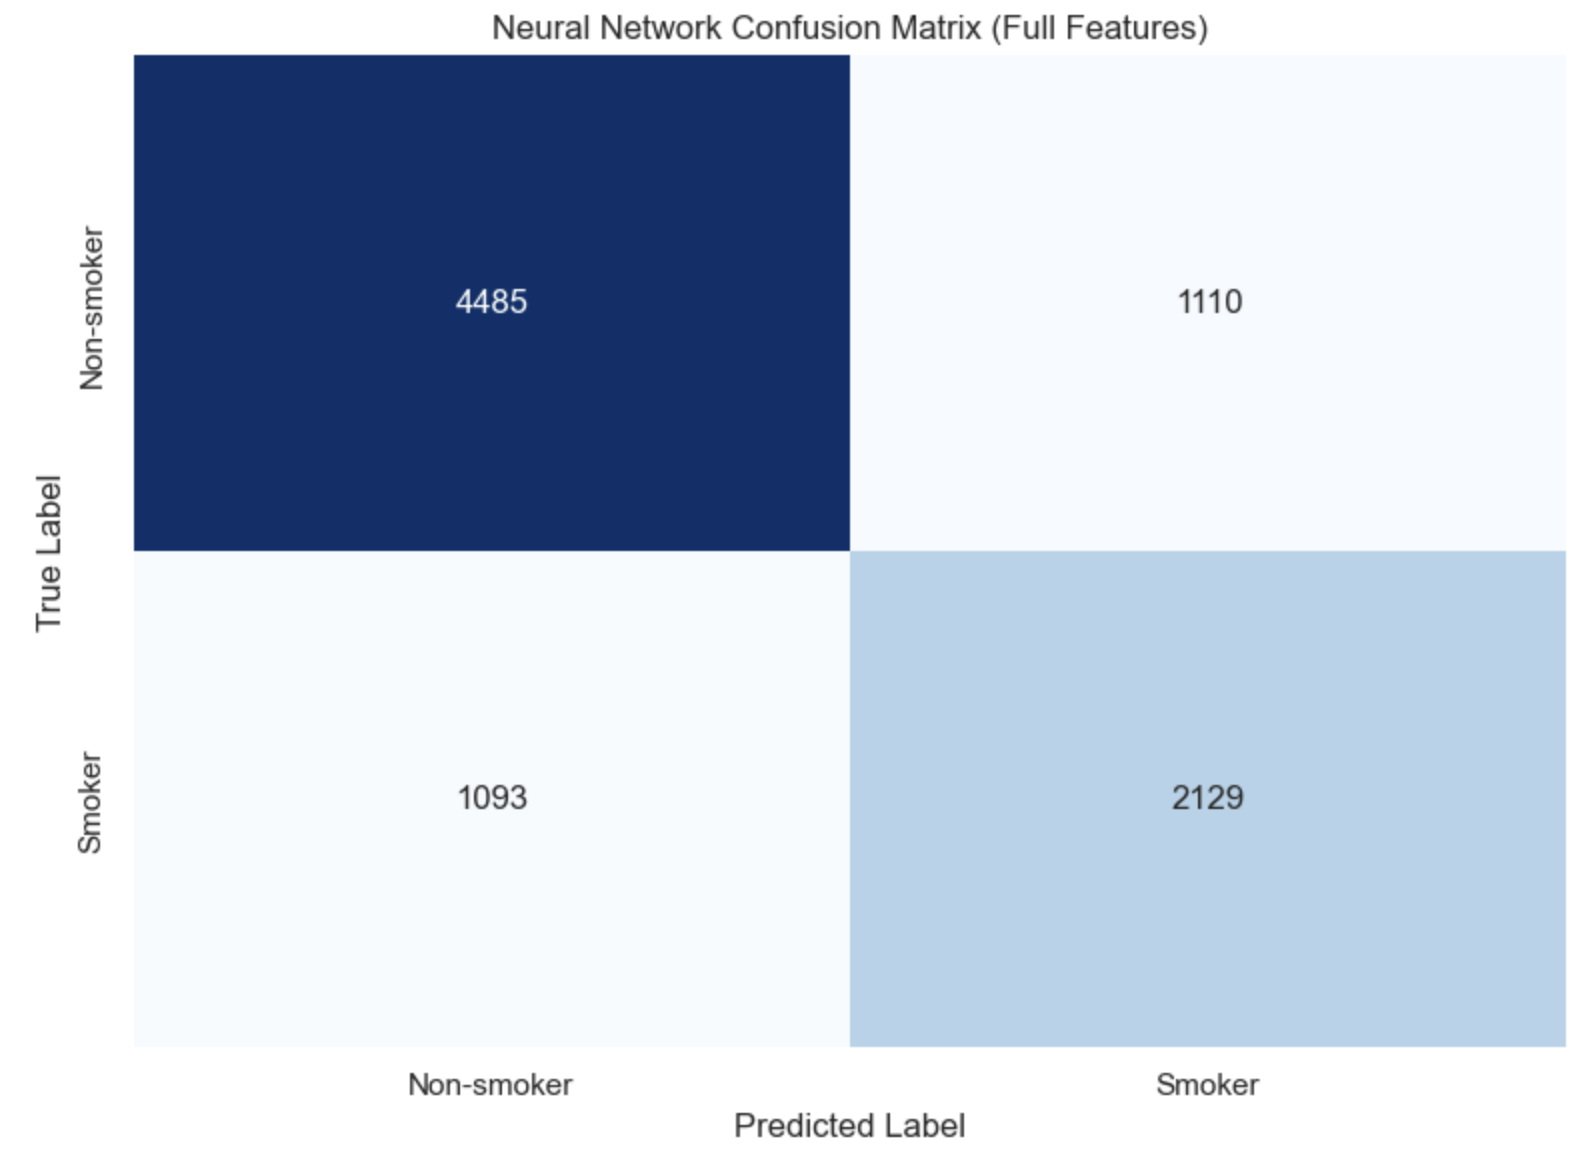 Neural Network Confusion Matrix (Full Features)
True Label
Non-smoker
4485
1110
Smoker
1093
2129
Non-smoker
Smoker
Predicted Label